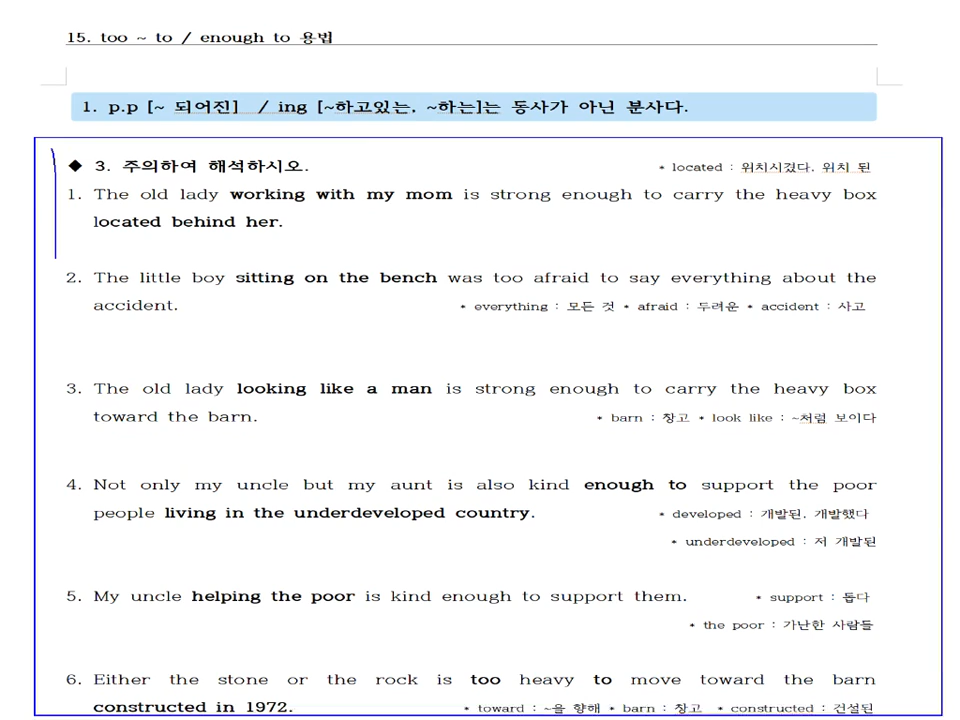 15. too ~ to / enough to 용법
1. p.p [~ 되어진] / ing [~하고있는, ~하는]는 동사가 아닌 분사다.
◆ 3. 주의하여 해석하시오. * located : 위치시겼다, 위치 된
1. The old lady working with my mom is strong enough to carry the heavy box
located behind her.
2. The little boy sitting on the bench was too afraid to say everything about the
accident. * everything : 모든 것 * afraid : 두려운 * accident : 사고
3. The old lady looking like a man is strong enough to carry the heavy box
toward the barn. * barn : 창고 * look like : ~처럼 보이다
4. Not only my uncle but my aunt is also kind enough to support the poor
people living in the underdeveloped country. * developed : 개발된, 개발했다
* underdeveloped : 저 개발된
5. My uncle helping the poor is kind enough to support them. * support : 돕다
* the poor : 가난한 사람들
6. Either the stone or the rock is too heavy to move toward the barn
constructed in 1972. * toward : ~을 향해 * barn : 창고 * constructed : 건설된